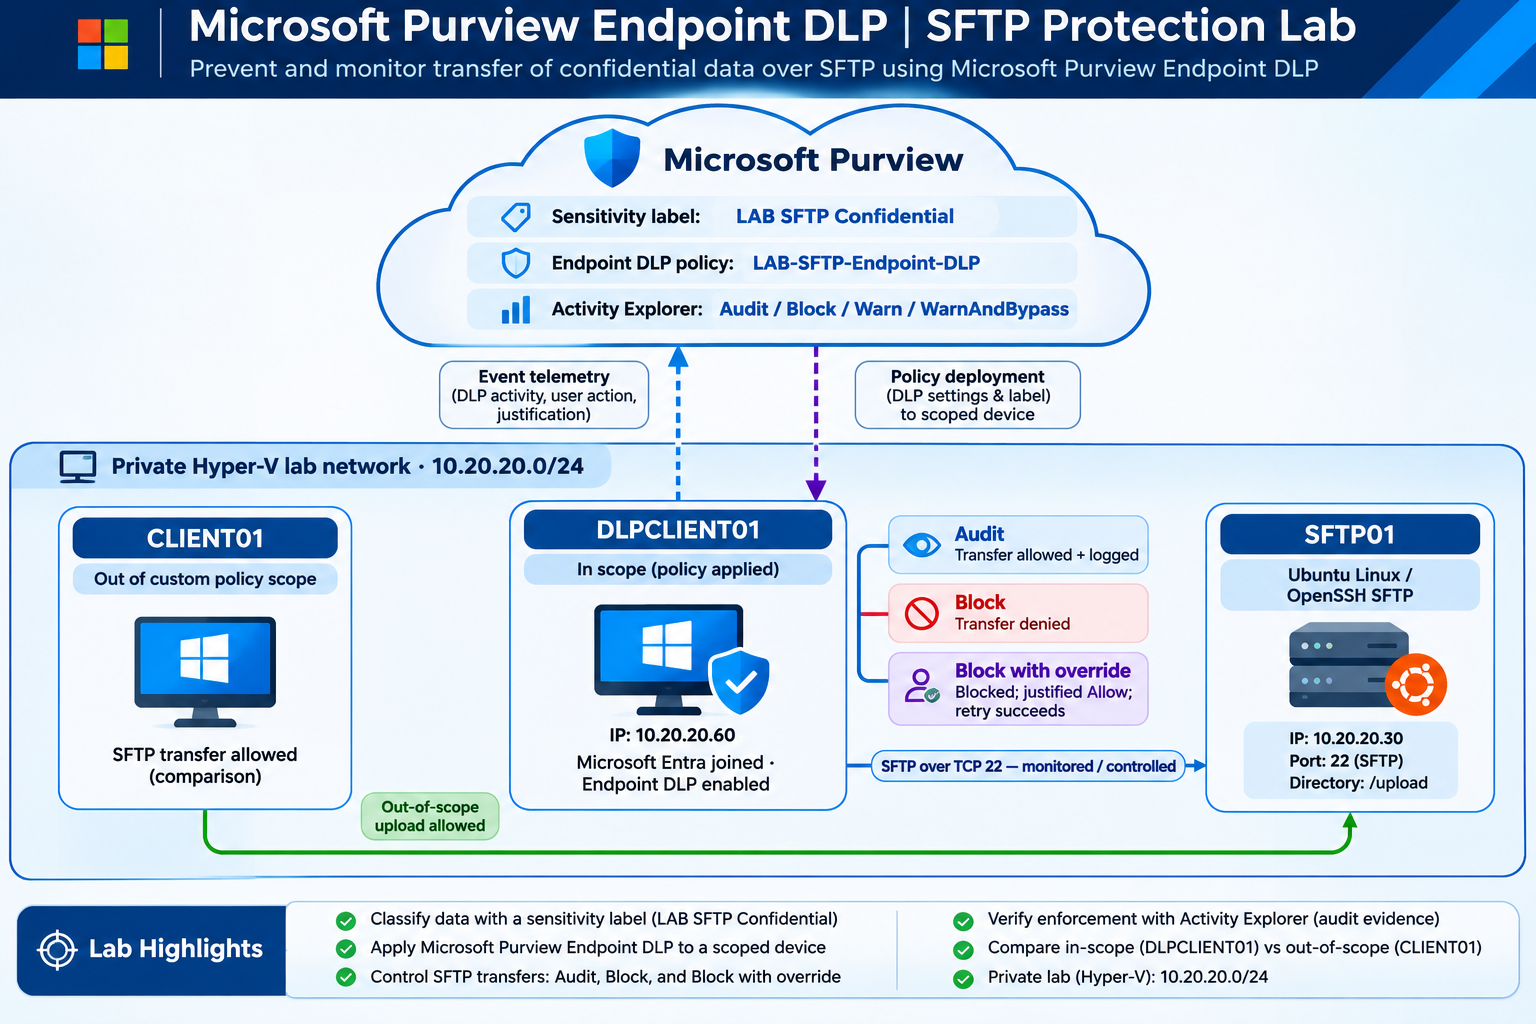 Microsoft Purview Endpoint DLP | SFTP Protection Lab
Prevent and monitor transfer of confidential data over SFTP using Microsoft Purview Endpoint DLP
Microsoft Purview
Sensitivity label: LAB SFTP Confidential
Endpoint DLP policy: LAB-SFTP-Endpoint-DLP
Activity Explorer: Audit / Block / Warn / WarnAndBypass
Event telemetry
(DLP activity, user action,
justification)
Policy deployment
(DLP settings & label)
to scoped device
Private Hyper-V lab network · 10.20.20.0/24
CLIENT01
Out of custom policy scope
SFTP transfer allowed
(comparison)
Out-of-scope
upload allowed
DLPCLIENT01
In scope (policy applied)
IP: 10.20.20.60
Microsoft Entra joined ·
Endpoint DLP enabled
Audit
Transfer allowed + logged
Block
Transfer denied
Block with override
Blocked; justified Allow;
retry succeeds
SFTP over TCP 22 — monitored / controlled
SFTP01
Ubuntu Linux /
OpenSSH SFTP
IP: 10.20.20.30
Port: 22 (SFTP)
Directory: /upload
Lab Highlights
Classify data with a sensitivity label (LAB SFTP Confidential)
Apply Microsoft Purview Endpoint DLP to a scoped device
Control SFTP transfers: Audit, Block, and Block with override
Verify enforcement with Activity Explorer (audit evidence)
Compare in-scope (DLPCLIENT01) vs out-of-scope (CLIENT01)
Private lab (Hyper-V): 10.20.20.0/24